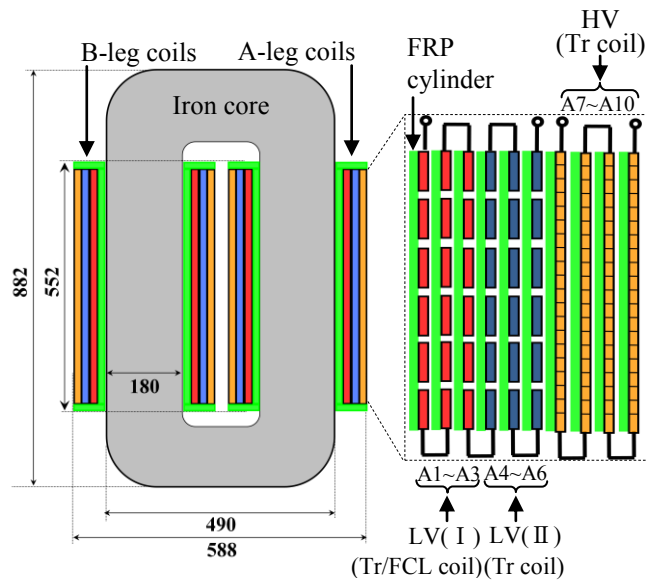 B-leg coils
A-leg coils
Iron core
882
552
180
490
588
FRP
cylinder
HV
(Tr coil)
A7~A10
A1~A3
A4~A6
LV(Ⅰ)
LV(Ⅱ)
(Tr/FCL coil)
(Tr coil)